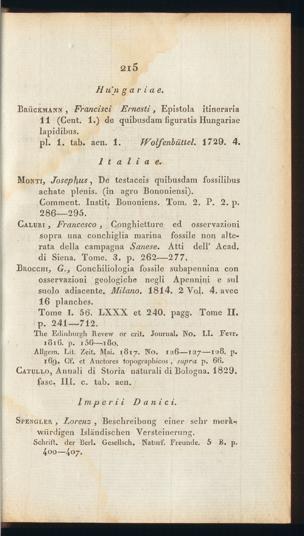 215
Hungariae.
BRÜCKMANN, Francisci Ernesti, Epistola itineraria
11 (Cent. 1.) de quibusdam figuratis Hungariae
lapidibus.
pl. 1. tab. aen. 1. Wolfenbüttel. 1729. 4.
Italiae.
MONTI, Josephus, De testaceis quibusdam fossilibus
achate plenis. (in agro Bononiensi).
Comment. Instit. Bononiens. Tom. 2. P. 2. p.
286—295.
CALURI, Francesco, Conghietture ed osservazioni
sopra una conchiglia marina fossile non alte-
rata della campagna Sanese. Atti dell' Acad.
di Siena. Tome. 3. p. 262—277.
BROCCHI, G., Conchiliologia fossile subapennina con
osservazioni geologiche negli Apennini e sul
suolo adiacente. Milano. 1814. 2 Vol. 4. avec
16 planches.
Tome I. 56. LXXX et 240. pagg. Tome II.
p. 241—712.
The Edinburgh Revew or crit. Journal. No. LI. Fevr.
1816. p. 156—180.
Allgem. Lit. Zeit. Mai. 1817. No. 126—127—128. p.
169. Cf. et Auctores topographicos, supra p. 66.
CATULLO, Annali di Storia naturali di Bologna. 1829.
fasc. III. c. tab. aen.
Imperii Danici.
SPENGLER, Lorenz, Beschreibung einer sehr merk-
würdigen Isländischen Versteinerung.
Schrift. der Berl. Gesellsch. Naturf. Freunde. 5 B. p.
400—407.